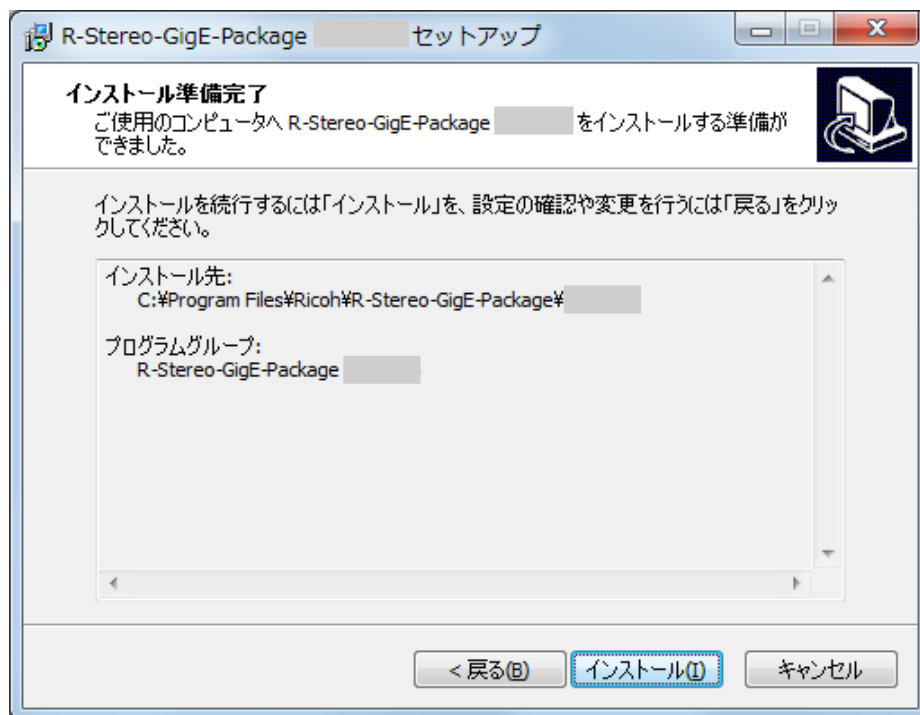 R-Stereo-GigE-Package セットアップ
インストール準備完了
ご使用のコンピュータへ R-Stereo-GigE-Package をインストールする準備が
できました。
インストールを続行するには「インストール」を、設定の確認や変更を行うには「戻る」をクリッ
クしてください。
インストール先:
C:¥Program Files¥Ricoh¥R-Stereo-GigE-Package¥
プログラムグループ:
R-Stereo-GigE-Package
< 戻る(B)
インストール(I)
キャンセル